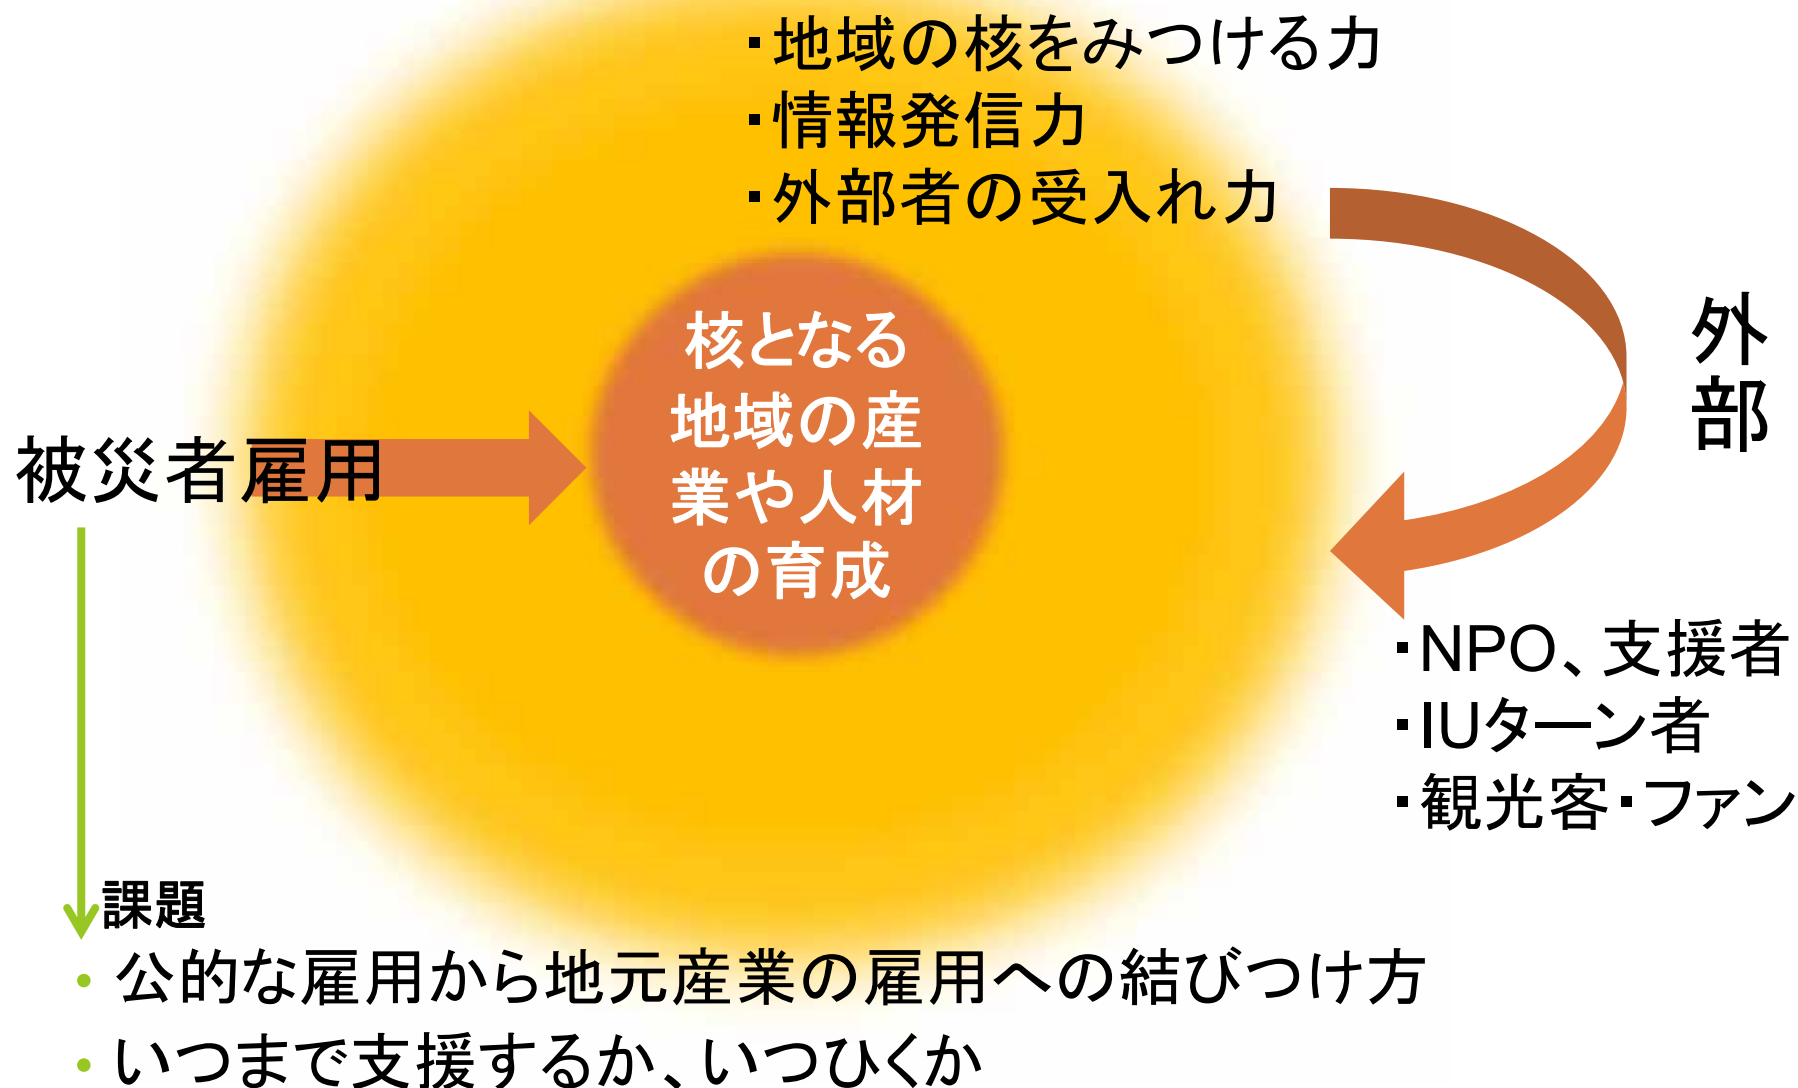 ・地域の核をみつける力
・情報発信力
・外部者の受入れ力
外部
核となる
地域の産
業や人材
の育成
被災者雇用
・NPO、支援者
・IUターン者
・観光客・ファン
課題
• 公的な雇用から地元産業の雇用への結びつけ方
• いつまで支援するか、いつひくか